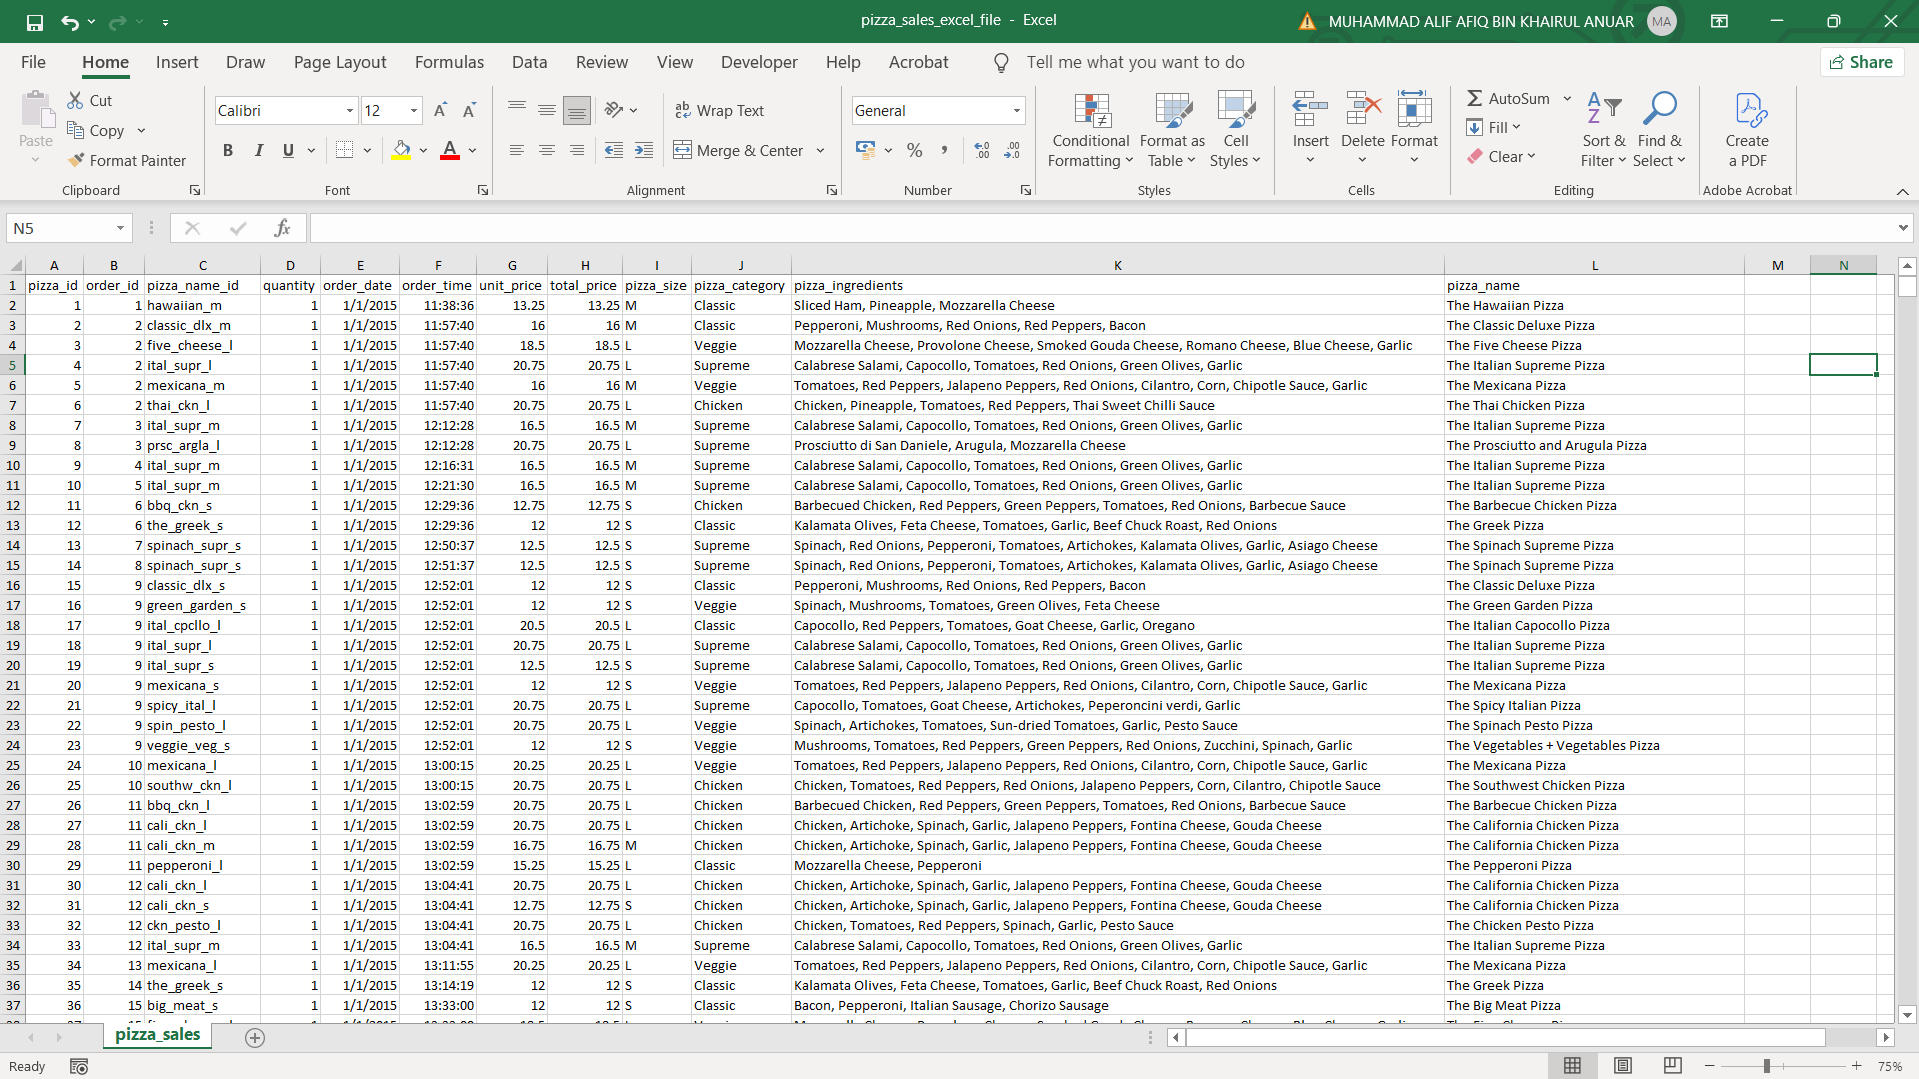 pizza_sales_excel_file - Excel
MUHAMMAD ALIF AFIQ BIN KHAIRUL ANUAR MA
File Home Insert Draw Page Layout Formulas Data Review View Developer Help Acrobat Tell me what you want to do Share
Paste Cut Copy Format Painter Clipboard
Calibri 12 B I U A Font
ab Wrap Text Merge & Center Alignment
General % , Number
Conditional Formatting Format as Table Cell Styles Styles
Insert Delete Format Cells
AutoSum Fill Clear Sort & Filter Find & Select Editing
Create a PDF Adobe Acrobat
N5 fx
A B C D E F G H I J K L M N
1 pizza_id order_id pizza_name_id quantity order_date order_time unit_price total_price pizza_size pizza_category pizza_ingredients pizza_name
2 1 1 hawaiian_m 1 1/1/2015 11:38:36 13.25 13.25 M Classic Sliced Ham, Pineapple, Mozzarella Cheese The Hawaiian Pizza
3 2 2 classic_dlx_m 1 1/1/2015 11:57:40 16 16 M Classic Pepperoni, Mushrooms, Red Onions, Red Peppers, Bacon The Classic Deluxe Pizza
4 3 2 five_cheese_l 1 1/1/2015 11:57:40 18.5 18.5 L Veggie Mozzarella Cheese, Provolone Cheese, Smoked Gouda Cheese, Romano Cheese, Blue Cheese, Garlic The Five Cheese Pizza
5 4 2 ital_supr_l 1 1/1/2015 11:57:40 20.75 20.75 L Supreme Calabrese Salami, Capocollo, Tomatoes, Red Onions, Green Olives, Garlic The Italian Supreme Pizza
6 5 2 mexicana_m 1 1/1/2015 11:57:40 16 16 M Veggie Tomatoes, Red Peppers, Jalapeno Peppers, Red Onions, Cilantro, Corn, Chipotle Sauce, Garlic The Mexicana Pizza
7 6 2 thai_ckn_l 1 1/1/2015 11:57:40 20.75 20.75 L Chicken Chicken, Pineapple, Tomatoes, Red Peppers, Thai Sweet Chilli Sauce The Thai Chicken Pizza
8 7 3 ital_supr_m 1 1/1/2015 12:12:28 16.5 16.5 M Supreme Calabrese Salami, Capocollo, Tomatoes, Red Onions, Green Olives, Garlic The Italian Supreme Pizza
9 8 3 prsc_argla_l 1 1/1/2015 12:12:28 20.75 20.75 L Supreme Prosciutto di San Daniele, Arugula, Mozzarella Cheese The Prosciutto and Arugula Pizza
10 9 4 ital_supr_m 1 1/1/2015 12:16:31 16.5 16.5 M Supreme Calabrese Salami, Capocollo, Tomatoes, Red Onions, Green Olives, Garlic The Italian Supreme Pizza
11 10 5 ital_supr_m 1 1/1/2015 12:21:30 16.5 16.5 M Supreme Calabrese Salami, Capocollo, Tomatoes, Red Onions, Green Olives, Garlic The Italian Supreme Pizza
12 11 6 bbq_ckn_s 1 1/1/2015 12:29:36 12.75 12.75 S Chicken Barbecued Chicken, Red Peppers, Green Peppers, Tomatoes, Red Onions, Barbecue Sauce The Barbecue Chicken Pizza
13 12 6 the_greek_s 1 1/1/2015 12:29:36 12 12 S Classic Kalamata Olives, Feta Cheese, Tomatoes, Garlic, Beef Chuck Roast, Red Onions The Greek Pizza
14 13 7 spinach_supr_s 1 1/1/2015 12:50:37 12.5 12.5 S Supreme Spinach, Red Onions, Pepperoni, Tomatoes, Artichokes, Kalamata Olives, Garlic, Asiago Cheese The Spinach Supreme Pizza
15 14 8 spinach_supr_s 1 1/1/2015 12:51:37 12.5 12.5 S Supreme Spinach, Red Onions, Pepperoni, Tomatoes, Artichokes, Kalamata Olives, Garlic, Asiago Cheese The Spinach Supreme Pizza
16 15 9 classic_dlx_s 1 1/1/2015 12:52:01 12 12 S Classic Pepperoni, Mushrooms, Red Onions, Red Peppers, Bacon The Classic Deluxe Pizza
17 16 9 green_garden_s 1 1/1/2015 12:52:01 12 12 S Veggie Spinach, Mushrooms, Tomatoes, Green Olives, Feta Cheese The Green Garden Pizza
18 17 9 ital_cpcllo_l 1 1/1/2015 12:52:01 20.5 20.5 L Classic Capocollo, Red Peppers, Tomatoes, Goat Cheese, Garlic, Oregano The Italian Capocollo Pizza
19 18 9 ital_supr_l 1 1/1/2015 12:52:01 20.75 20.75 L Supreme Calabrese Salami, Capocollo, Tomatoes, Red Onions, Green Olives, Garlic The Italian Supreme Pizza
20 19 9 ital_supr_s 1 1/1/2015 12:52:01 12.5 12.5 S Supreme Calabrese Salami, Capocollo, Tomatoes, Red Onions, Green Olives, Garlic The Italian Supreme Pizza
21 20 9 mexicana_s 1 1/1/2015 12:52:01 12 12 S Veggie Tomatoes, Red Peppers, Jalapeno Peppers, Red Onions, Cilantro, Corn, Chipotle Sauce, Garlic The Mexicana Pizza
22 21 9 spicy_ital_l 1 1/1/2015 12:52:01 20.75 20.75 L Supreme Capocollo, Tomatoes, Goat Cheese, Artichokes, Peperoncini verdi, Garlic The Spicy Italian Pizza
23 22 9 spin_pesto_l 1 1/1/2015 12:52:01 20.75 20.75 L Veggie Spinach, Artichokes, Tomatoes, Sun-dried Tomatoes, Garlic, Pesto Sauce The Spinach Pesto Pizza
24 23 9 veggie_veg_s 1 1/1/2015 12:52:01 12 12 S Veggie Mushrooms, Tomatoes, Red Peppers, Green Peppers, Red Onions, Zucchini, Spinach, Garlic The Vegetables + Vegetables Pizza
25 24 10 mexicana_l 1 1/1/2015 13:00:15 20.25 20.25 L Veggie Tomatoes, Red Peppers, Jalapeno Peppers, Red Onions, Cilantro, Corn, Chipotle Sauce, Garlic The Mexicana Pizza
26 25 10 southw_ckn_l 1 1/1/2015 13:00:15 20.75 20.75 L Chicken Chicken, Tomatoes, Red Peppers, Red Onions, Jalapeno Peppers, Corn, Cilantro, Chipotle Sauce The Southwest Chicken Pizza
27 26 11 bbq_ckn_l 1 1/1/2015 13:02:59 20.75 20.75 L Chicken Barbecued Chicken, Red Peppers, Green Peppers, Tomatoes, Red Onions, Barbecue Sauce The Barbecue Chicken Pizza
28 27 11 cali_ckn_l 1 1/1/2015 13:02:59 20.75 20.75 L Chicken Chicken, Artichoke, Spinach, Garlic, Jalapeno Peppers, Fontina Cheese, Gouda Cheese The California Chicken Pizza
29 28 11 cali_ckn_m 1 1/1/2015 13:02:59 16.75 16.75 M Chicken Chicken, Artichoke, Spinach, Garlic, Jalapeno Peppers, Fontina Cheese, Gouda Cheese The California Chicken Pizza
30 29 11 pepperoni_l 1 1/1/2015 13:02:59 15.25 15.25 L Classic Mozzarella Cheese, Pepperoni The Pepperoni Pizza
31 30 12 cali_ckn_l 1 1/1/2015 13:04:41 20.75 20.75 L Chicken Chicken, Artichoke, Spinach, Garlic, Jalapeno Peppers, Fontina Cheese, Gouda Cheese The California Chicken Pizza
32 31 12 cali_ckn_s 1 1/1/2015 13:04:41 12.75 12.75 S Chicken Chicken, Artichoke, Spinach, Garlic, Jalapeno Peppers, Fontina Cheese, Gouda Cheese The California Chicken Pizza
33 32 12 ckn_pesto_l 1 1/1/2015 13:04:41 20.75 20.75 L Chicken Chicken, Tomatoes, Red Peppers, Spinach, Garlic, Pesto Sauce The Chicken Pesto Pizza
34 33 12 ital_supr_m 1 1/1/2015 13:04:41 16.5 16.5 M Supreme Calabrese Salami, Capocollo, Tomatoes, Red Onions, Green Olives, Garlic The Italian Supreme Pizza
35 34 13 mexicana_l 1 1/1/2015 13:11:55 20.25 20.25 L Veggie Tomatoes, Red Peppers, Jalapeno Peppers, Red Onions, Cilantro, Corn, Chipotle Sauce, Garlic The Mexicana Pizza
36 35 14 the_greek_s 1 1/1/2015 13:14:19 12 12 S Classic Kalamata Olives, Feta Cheese, Tomatoes, Garlic, Beef Chuck Roast, Red Onions The Greek Pizza
37 36 15 big_meat_s 1 1/1/2015 13:33:00 12 12 S Classic Bacon, Pepperoni, Italian Sausage, Chorizo Sausage The Big Meat Pizza
pizza_sales
Ready 75%